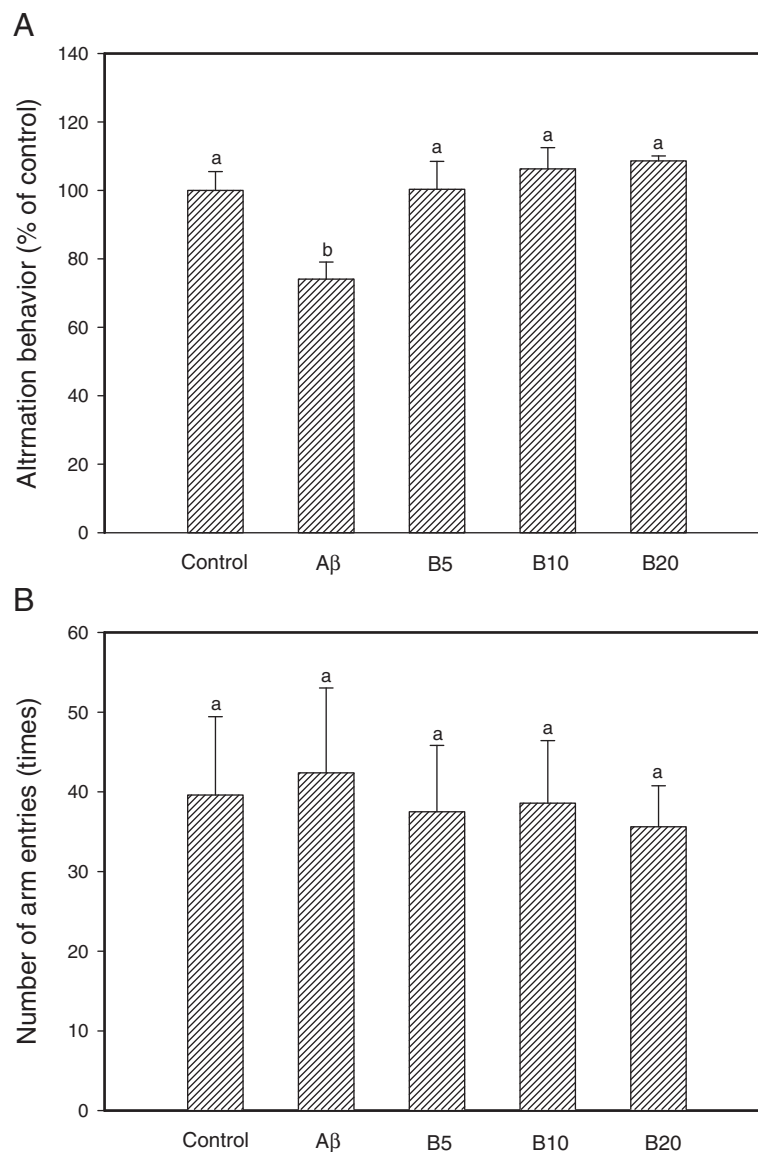 A
Altrrnation behavior (% of control)
140
120
100
80
60
40
20
0
a
b
a
a
a
Control Aβ B5 B10 B20
B
Number of arm entries (times)
60
50
40
30
20
10
0
a
a
a
a
a
Control Aβ B5 B10 B20